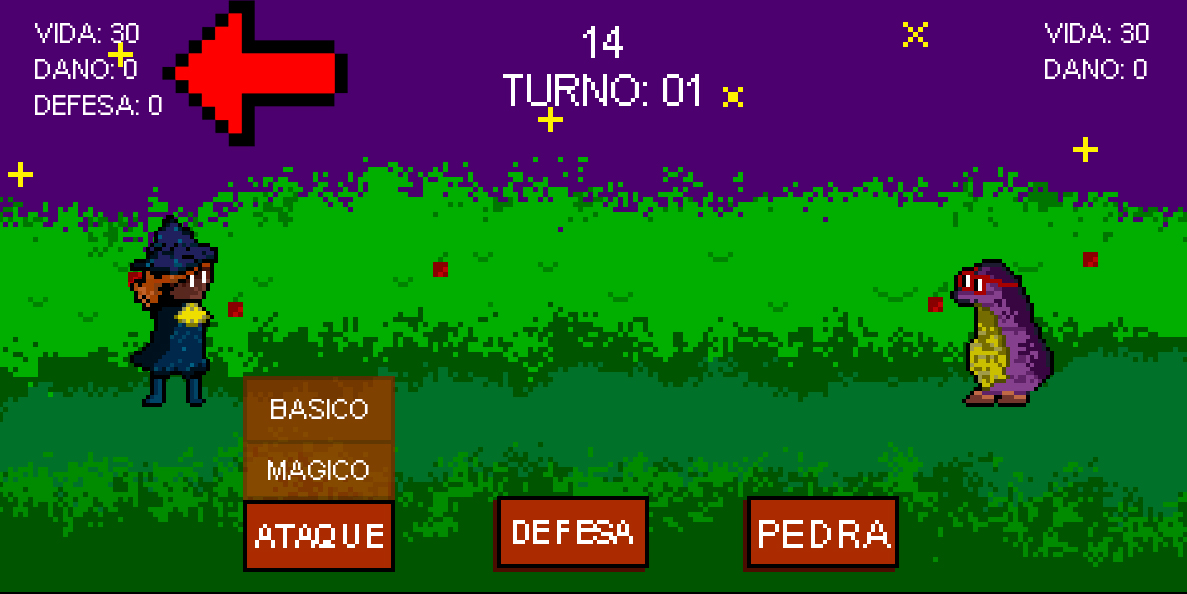 VIDA: 30
DANO: 0
DEFESA: 0
14
TURNO: 01
VIDA: 30
DANO: 0
BASICO
MAGICO
ATAQUE
DEFESA
PEDRA